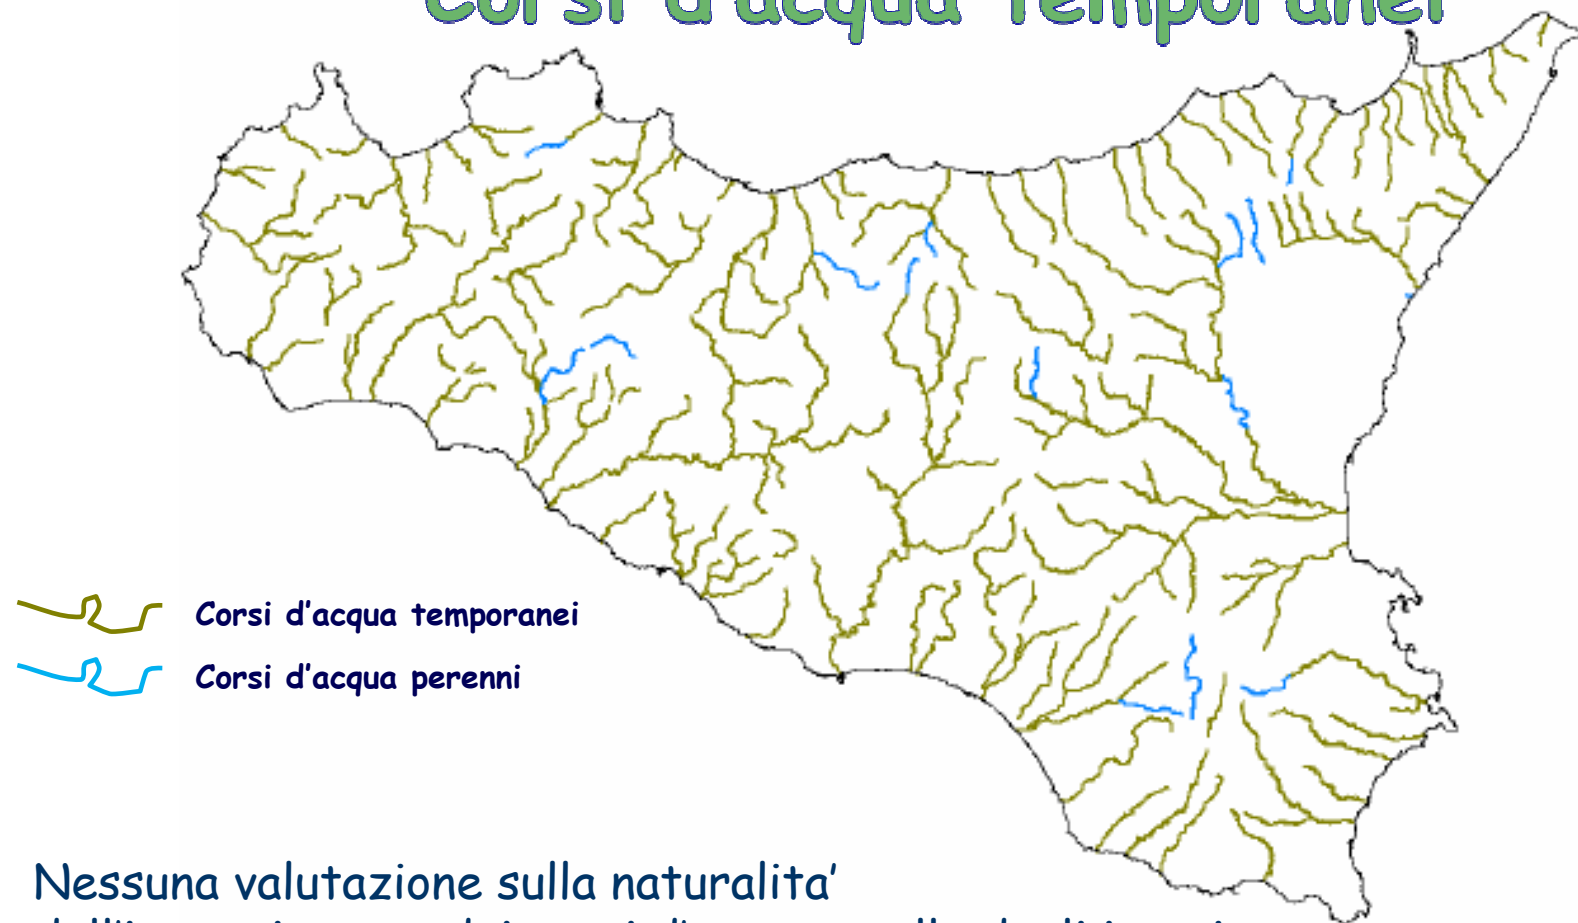 Corsi d'acqua Temporanei
Corsi d'acqua temporanei
Corsi d'acqua perenni
Nessuna valutazione sulla naturalita'